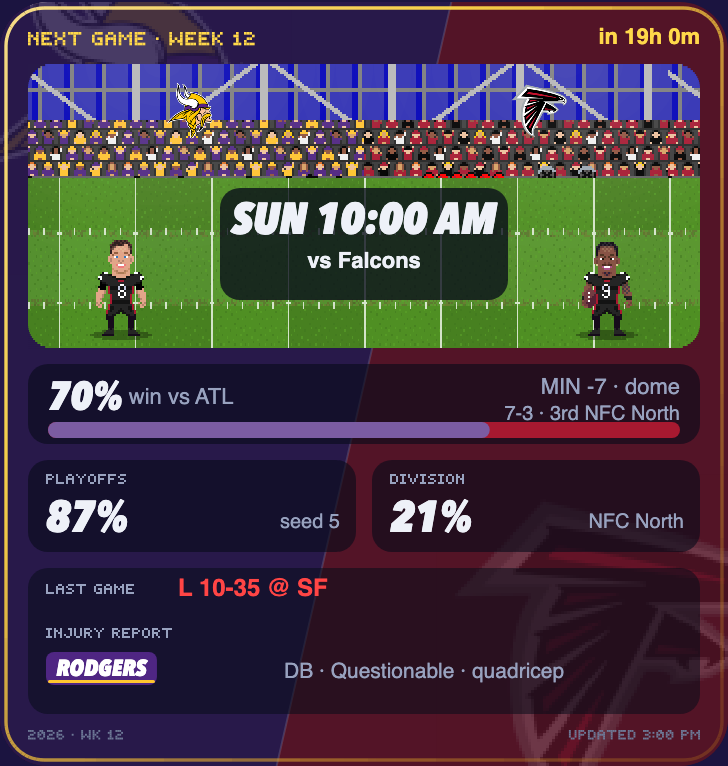 NEXT GAME · WEEK 12
in 19h 0m
SUN 10:00 AM
vs Falcons
8
9
70% win vs ATL
MIN -7 · dome
7-3 · 3rd NFC North
PLAYOFFS
87%
seed 5
DIVISION
21%
NFC North
LAST GAME
L 10-35 @ SF
INJURY REPORT
RODGERS
DB · Questionable · quadricep
2026 · WK 12
UPDATED 3:00 PM